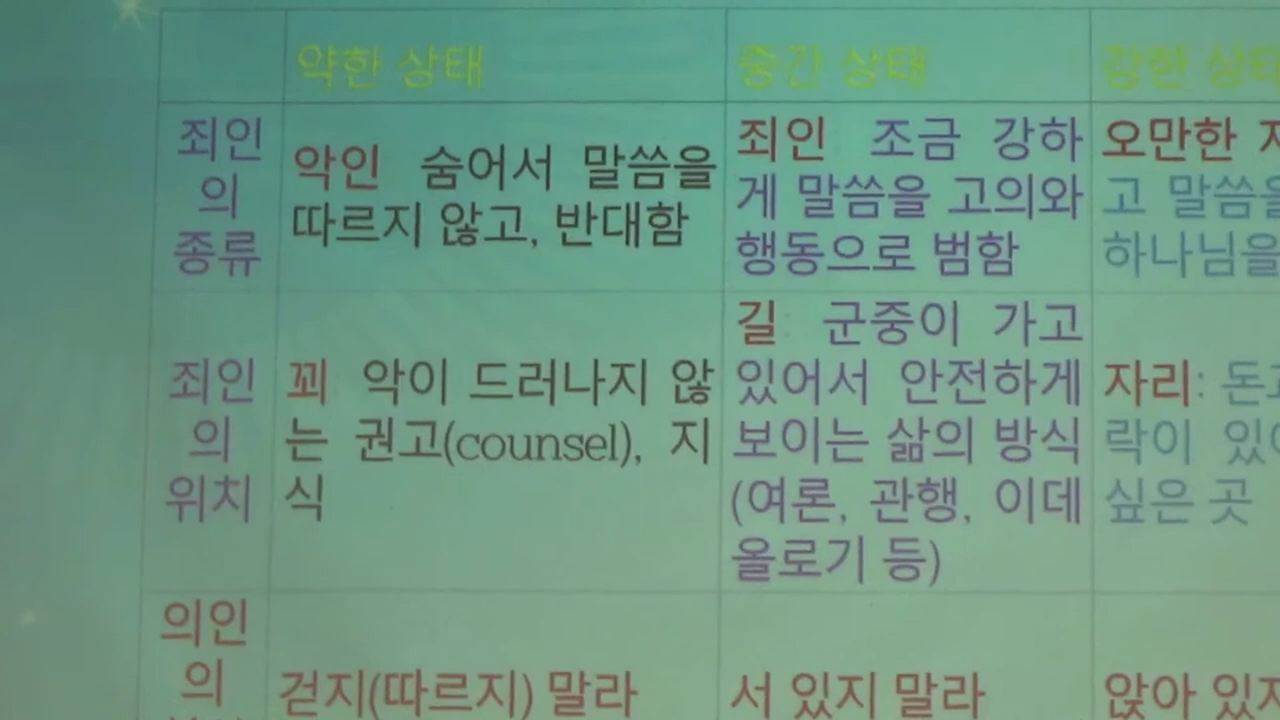 약한 상태 중간 상태 강한 상태
죄인
의
종류
악인 숨어서 말씀을
따르지 않고, 반대함
죄인 조금 강하
게 말씀을 고의와
행동으로 범함
오만한
고 말씀을
하나님을
죄인
의
위치
꾀 악이 드러나지 않
는 권고(counsel), 지
식
길: 군중이 가고
있어서 안전하게
보이는 삶의 방식
(여론, 관행, 이데
올로기 등)
자리:
락이
싶은 곳
의인
의
걷지(따르지) 말라
서 있지 말라
앉아